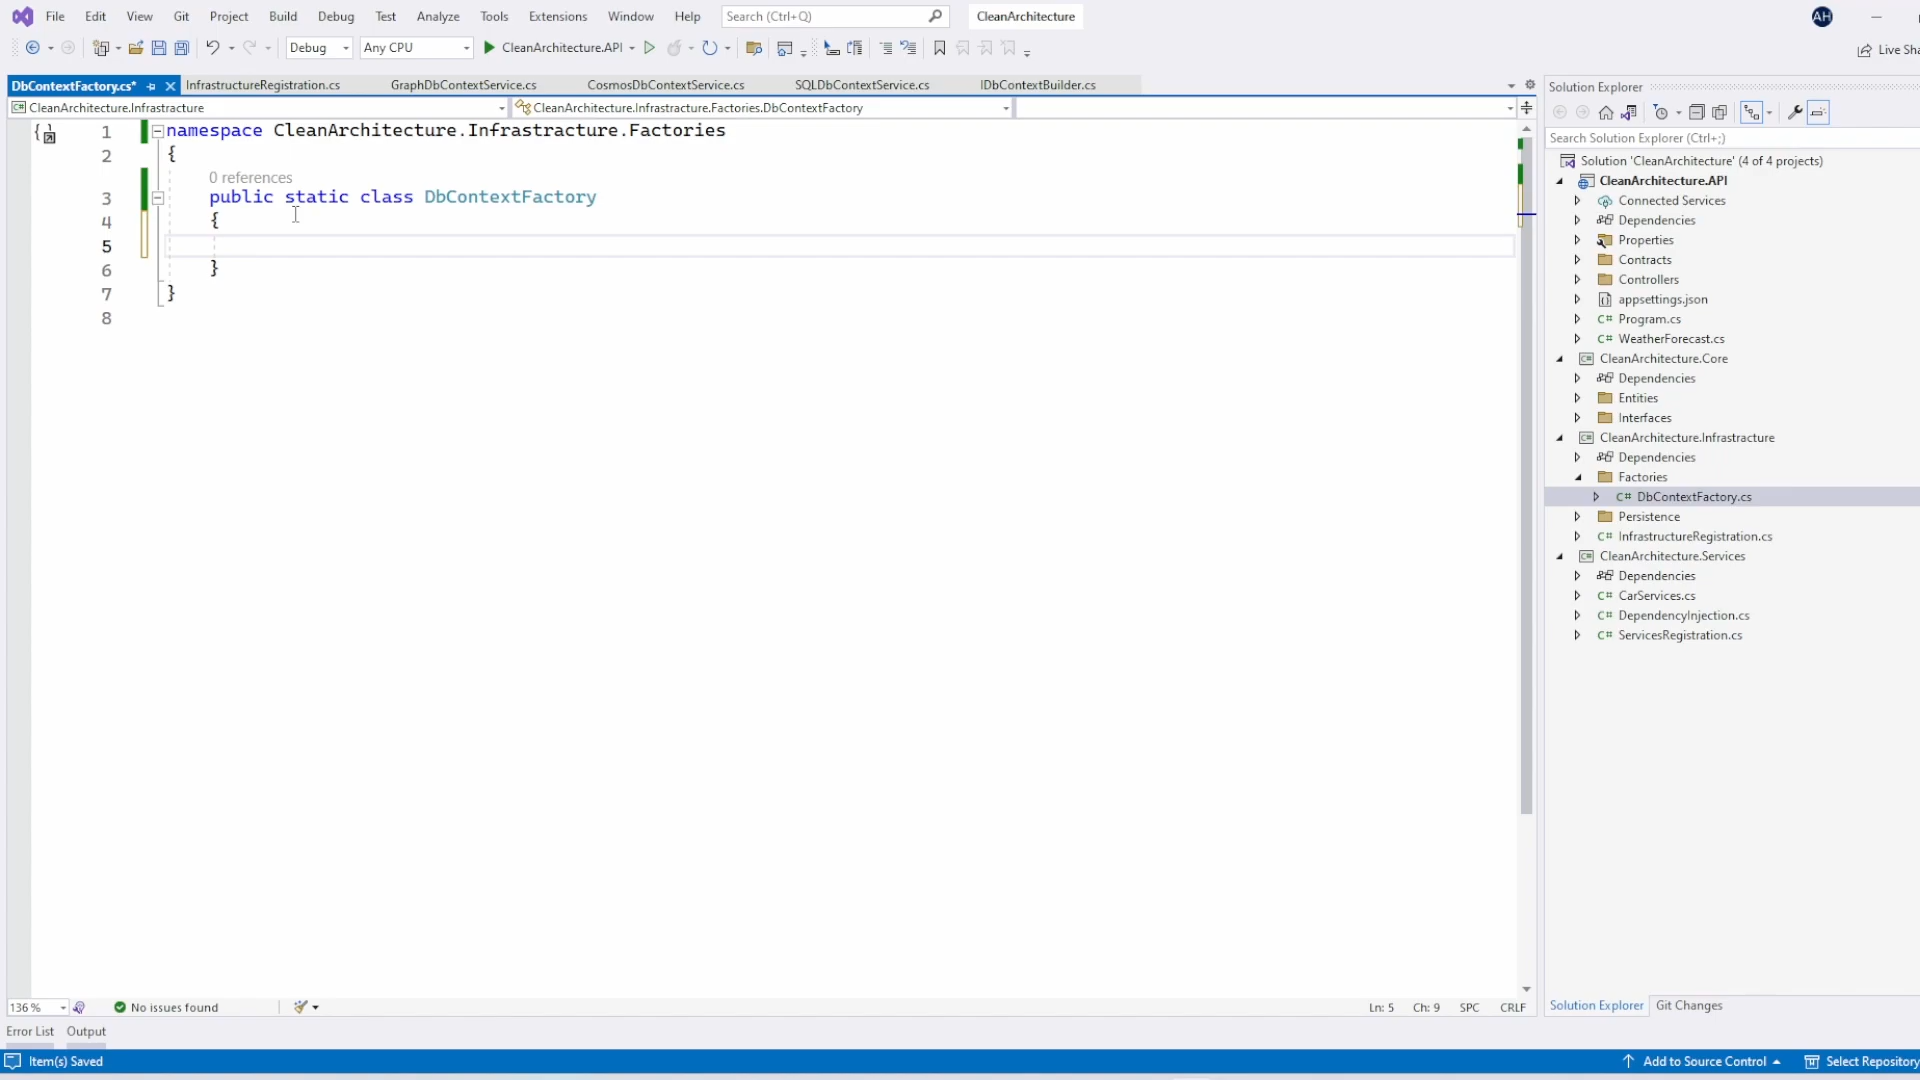 File Edit View Git Project Build Debug Test Analyze Tools Extensions Window Help Search (Ctrl+Q) CleanArchitecture AH
Debug Any CPU CleanArchitecture.API Live Sha
DbContextFactory.cs* InfrastructureRegistration.cs GraphDbContextService.cs CosmosDbContextService.cs SQLDbContextService.cs IDbContextBuilder.cs
CleanArchitecture.Infrastracture CleanArchitecture.Infrastracture.Factories.DbContextFactory
1 namespace CleanArchitecture.Infrastracture.Factories
2 {
0 references
3 public static class DbContextFactory
4 {
5
6 }
7 }
8
136 % No issues found Ln: 5 Ch: 9 SPC CRLF
Error List Output
Item(s) Saved Add to Source Control Select Repository
Solution Explorer
Search Solution Explorer (Ctrl+;)
Solution 'CleanArchitecture' (4 of 4 projects)
CleanArchitecture.API
Connected Services
Dependencies
Properties
Contracts
Controllers
appsettings.json
C# Program.cs
C# WeatherForecast.cs
CleanArchitecture.Core
Dependencies
Entities
Interfaces
CleanArchitecture.Infrastracture
Dependencies
Factories
C# DbContextFactory.cs
Persistence
C# InfrastructureRegistration.cs
CleanArchitecture.Services
Dependencies
C# CarServices.cs
C# DependencyInjection.cs
C# ServicesRegistration.cs
Solution Explorer Git Changes